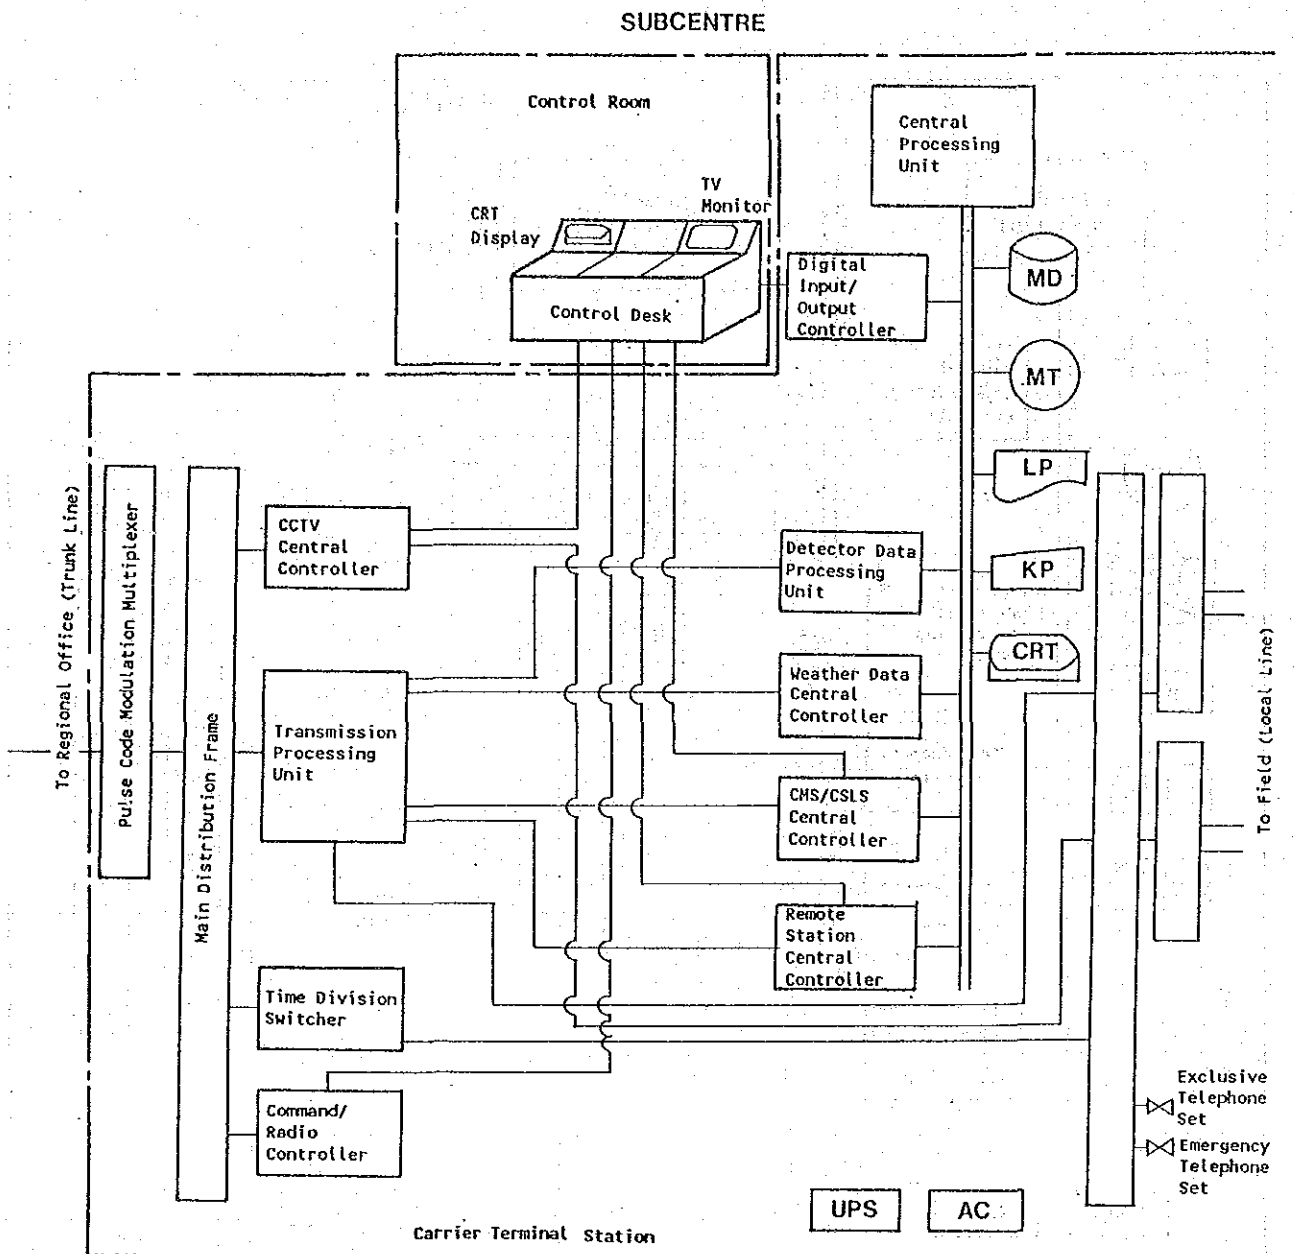 SUBCENTRE
Control Room
Central
Processing
Unit
TV
Monitor
CRT
Display
Control Desk
Digital
Input/
Output
Controller
MD
MT
LP
KP
CRT
To Regional Office (Trunk Line)
Pulse Code Modulation Multiplexer
Main Distribution Frame
CCTV
Central
Controller
Detector Data
Processing
Unit
Weather Data
Central
Controller
Transmission
Processing
Unit
CMS/CSLS
Central
Controller
Remote
Station
Central
Controller
To Field (Local Line)
Time Division
Switcher
Command/
Radio
Controller
Exclusive
Telephone
Set
Emergency
Telephone
Set
UPS
AC
Carrier Terminal Station